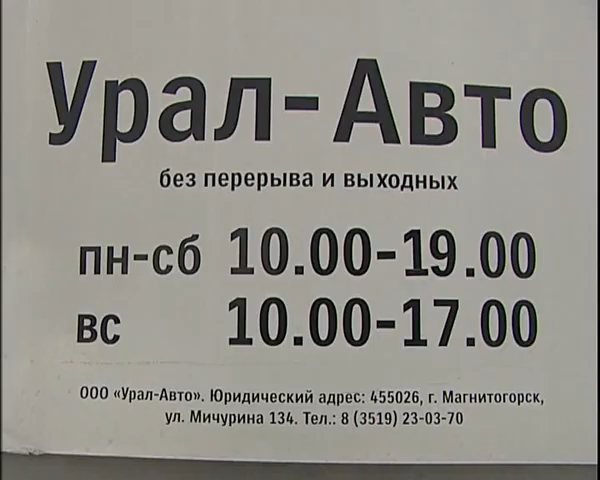 Урал-Авто
без перерыва и выходных
пн-сб 10.00-19.00
вс 10.00-17.00
ООО «Урал-Авто». Юридический адрес: 455026, г. Магнитогорск,
ул. Мичурина 134. Тел.: 8 (3519) 23-03-70